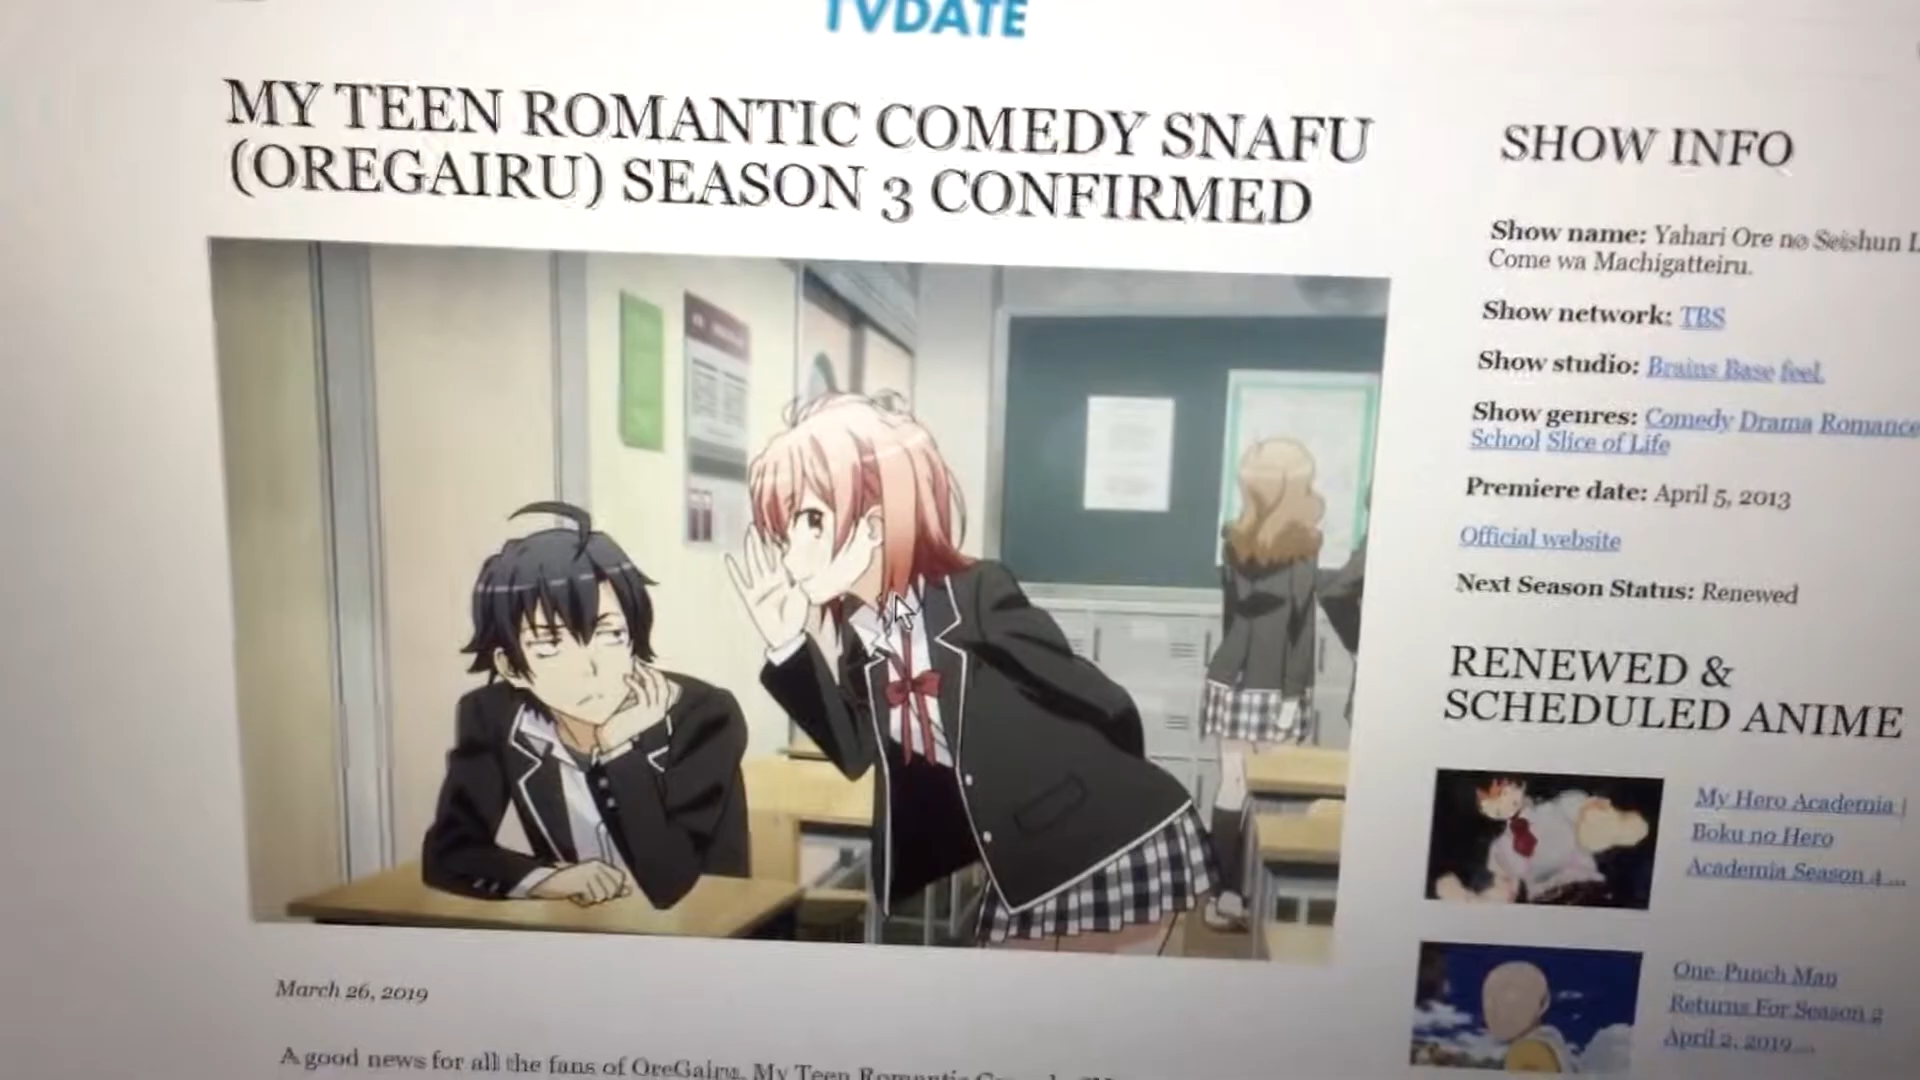 TVDATE
MY TEEN ROMANTIC COMEDY SNAFU
(OREGAIRU) SEASON 3 CONFIRMED
March 26, 2019
A good news for all the fans of OreGairu. My Teen Romantic
SHOW INFO
Show name: Yahari Ore no Seishun L
Come wa Machigatteiru.
Show network: TBS
Show studio: Brains Base feel.
Show genres: Comedy Drama Romance
School Slice of Life
Premiere date: April 5, 2013
Official website
Next Season Status: Renewed
RENEWED &
SCHEDULED ANIME
My Hero Academia |
Boku no Hero
Academia Season 4 ...
One-Punch Man
Returns For Season 2
April 2, 2019 ...